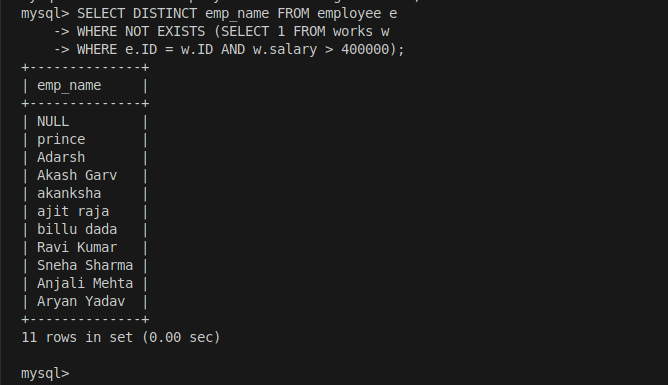 mysql> SELECT DISTINCT emp_name FROM employee e
    -> WHERE NOT EXISTS (SELECT 1 FROM works w
    -> WHERE e.ID = w.ID AND w.salary > 400000);
+--------------+
| emp_name     |
+--------------+
| NULL         |
| prince       |
| Adarsh       |
| Akash Garv   |
| akanksha     |
| ajit raja    |
| billu dada   |
| Ravi Kumar   |
| Sneha Sharma |
| Anjali Mehta |
| Aryan Yadav  |
+--------------+
11 rows in set (0.00 sec)

mysql>